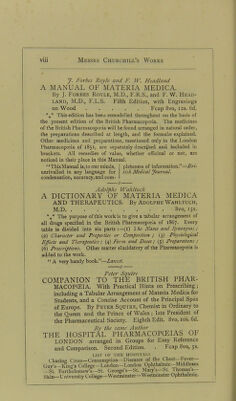 viii MESSRS CHURCHILL'S WORKS
J. Forbes Royle and F. W. Headland
A MANUAL OF MATERIA MEDICA.
By J. FORBES ROYLE, M.D., F.R.S., and F. W. HEAD-
LAND, M.D., F.L.S. Fifth Edition, with Engravings
on Wood . . . . . Fcap 8vo, 12s. 6d.
*** This edition has been remodelled throughout on the basis of
the present edition of the British Pharmacopœia. The medicines
of the British Pharmacopœia will be found arranged in natural order,
the preparations described at length, and the formulæ explained.
Other medicines and preparations, mentioned only in the London
Pharmacopœia of 1851, are separately described and included in
brackets. All remedies of value, whether official or not, are
noticed in their place in this Manual.
"This Manual is, to our minds, unrivalled in any language for condensation, accuracy, and com-
pleteness of information."—British Medical Journal.
Adolphe Wahltuch
A DICTIONARY OF MATERIA MEDICA
AND THERAPEUTICS. By ADOLPHE WAHLTUCH,
M.D. . . . . . 8vo, 15s.
*** The purpose of this work is to give a tabular arrangement of
all drugs specified in the British Pharmacopœia of 1867. Every
table is divided into six parts:—(1) The Name and Synonyms;
(2) Character and Properties or Composition; (3) Physiological
Effects and Therapeutics; (4) Form and Doses; (5) Preparations;
(6) Prescriptions. Other matter elucidatory of the Pharmacopœia is
added to the work.
"A very handy book."—Lancet.
Peter Squire
COMPANION TO THE BRITISH PHAR-
MACOPŒIA. With Practical Hints on Prescribing;
including a Tabular Arrangement of Materia Medica for
Students, and a Concise Account of the Principal Spas
of Europe. By PETER SQUIRE, Chemist in Ordinary to
the Queen and the Prince of Wales; late President of
the Pharmaceutical Society. Eighth Edit. 8vo, 10s. 6d.
By the same Author
THE HOSPITAL PHARMACOPŒIAS OF
LONDON arranged in Groups for Easy Reference
and Comparison. Second Edition. Fcap 8vo, 5s.
LIST OF THE HOSPITALS
Charing Cross—Consumption—Diseases of the Chest—Fever—
Guy's—King's College—London—London Ophthalmic—Middlesex
—St. Bartholomew's—St. George's—St. Mary's—St. Thomas's—
Skin—University College—Westminster—Westminster Ophthalmic.